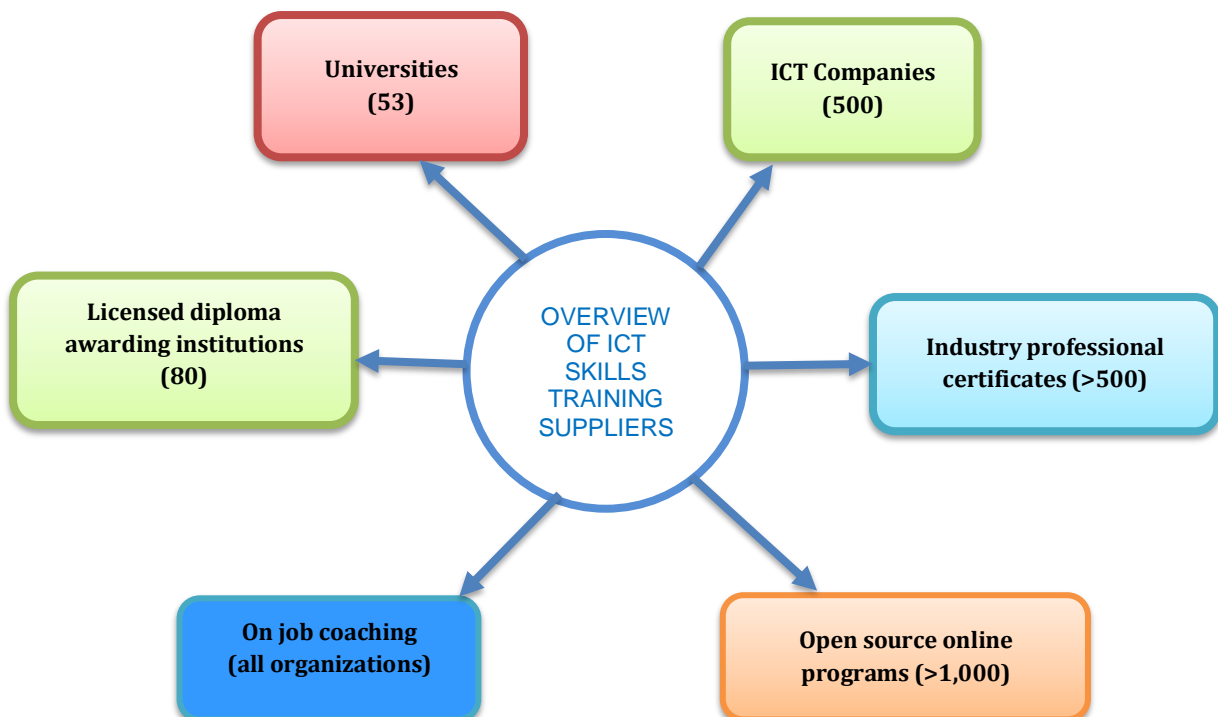 Universities
(53)
ICT Companies
(500)
Licensed diploma
awarding institutions
(80)
OVERVIEW
OF ICT
SKILLS
TRAINING
SUPPLIERS
Industry professional
certificates (>500)
On job coaching
(all organizations)
Open source online
programs (>1,000)